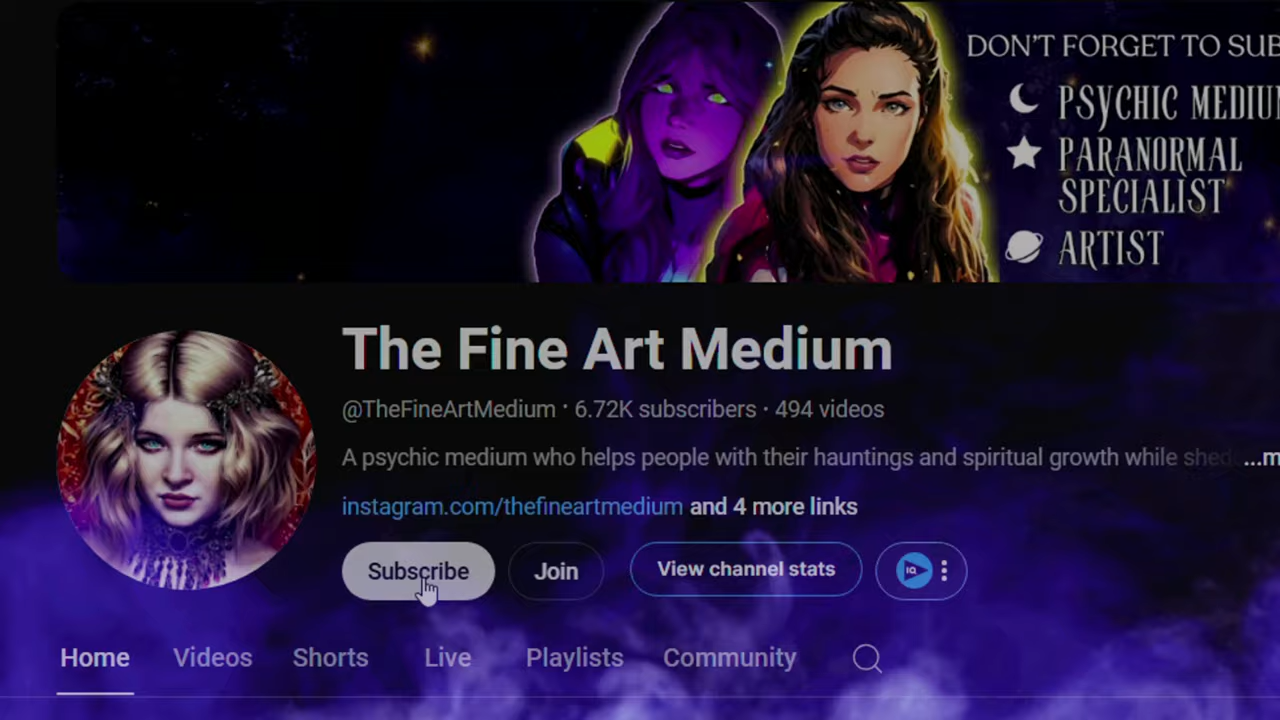 DON'T FORGET TO SUB
PSYCHIC MEDIU
PARANORMAL
SPECIALIST
ARTIST
The Fine Art Medium
@TheFineArtMedium · 6.72K subscribers · 494 videos
A psychic medium who helps people with their hauntings and spiritual growth while shed ...m
instagram.com/thefineartmedium and 4 more links
Subscribe Join View channel stats IQ
Home Videos Shorts Live Playlists Community